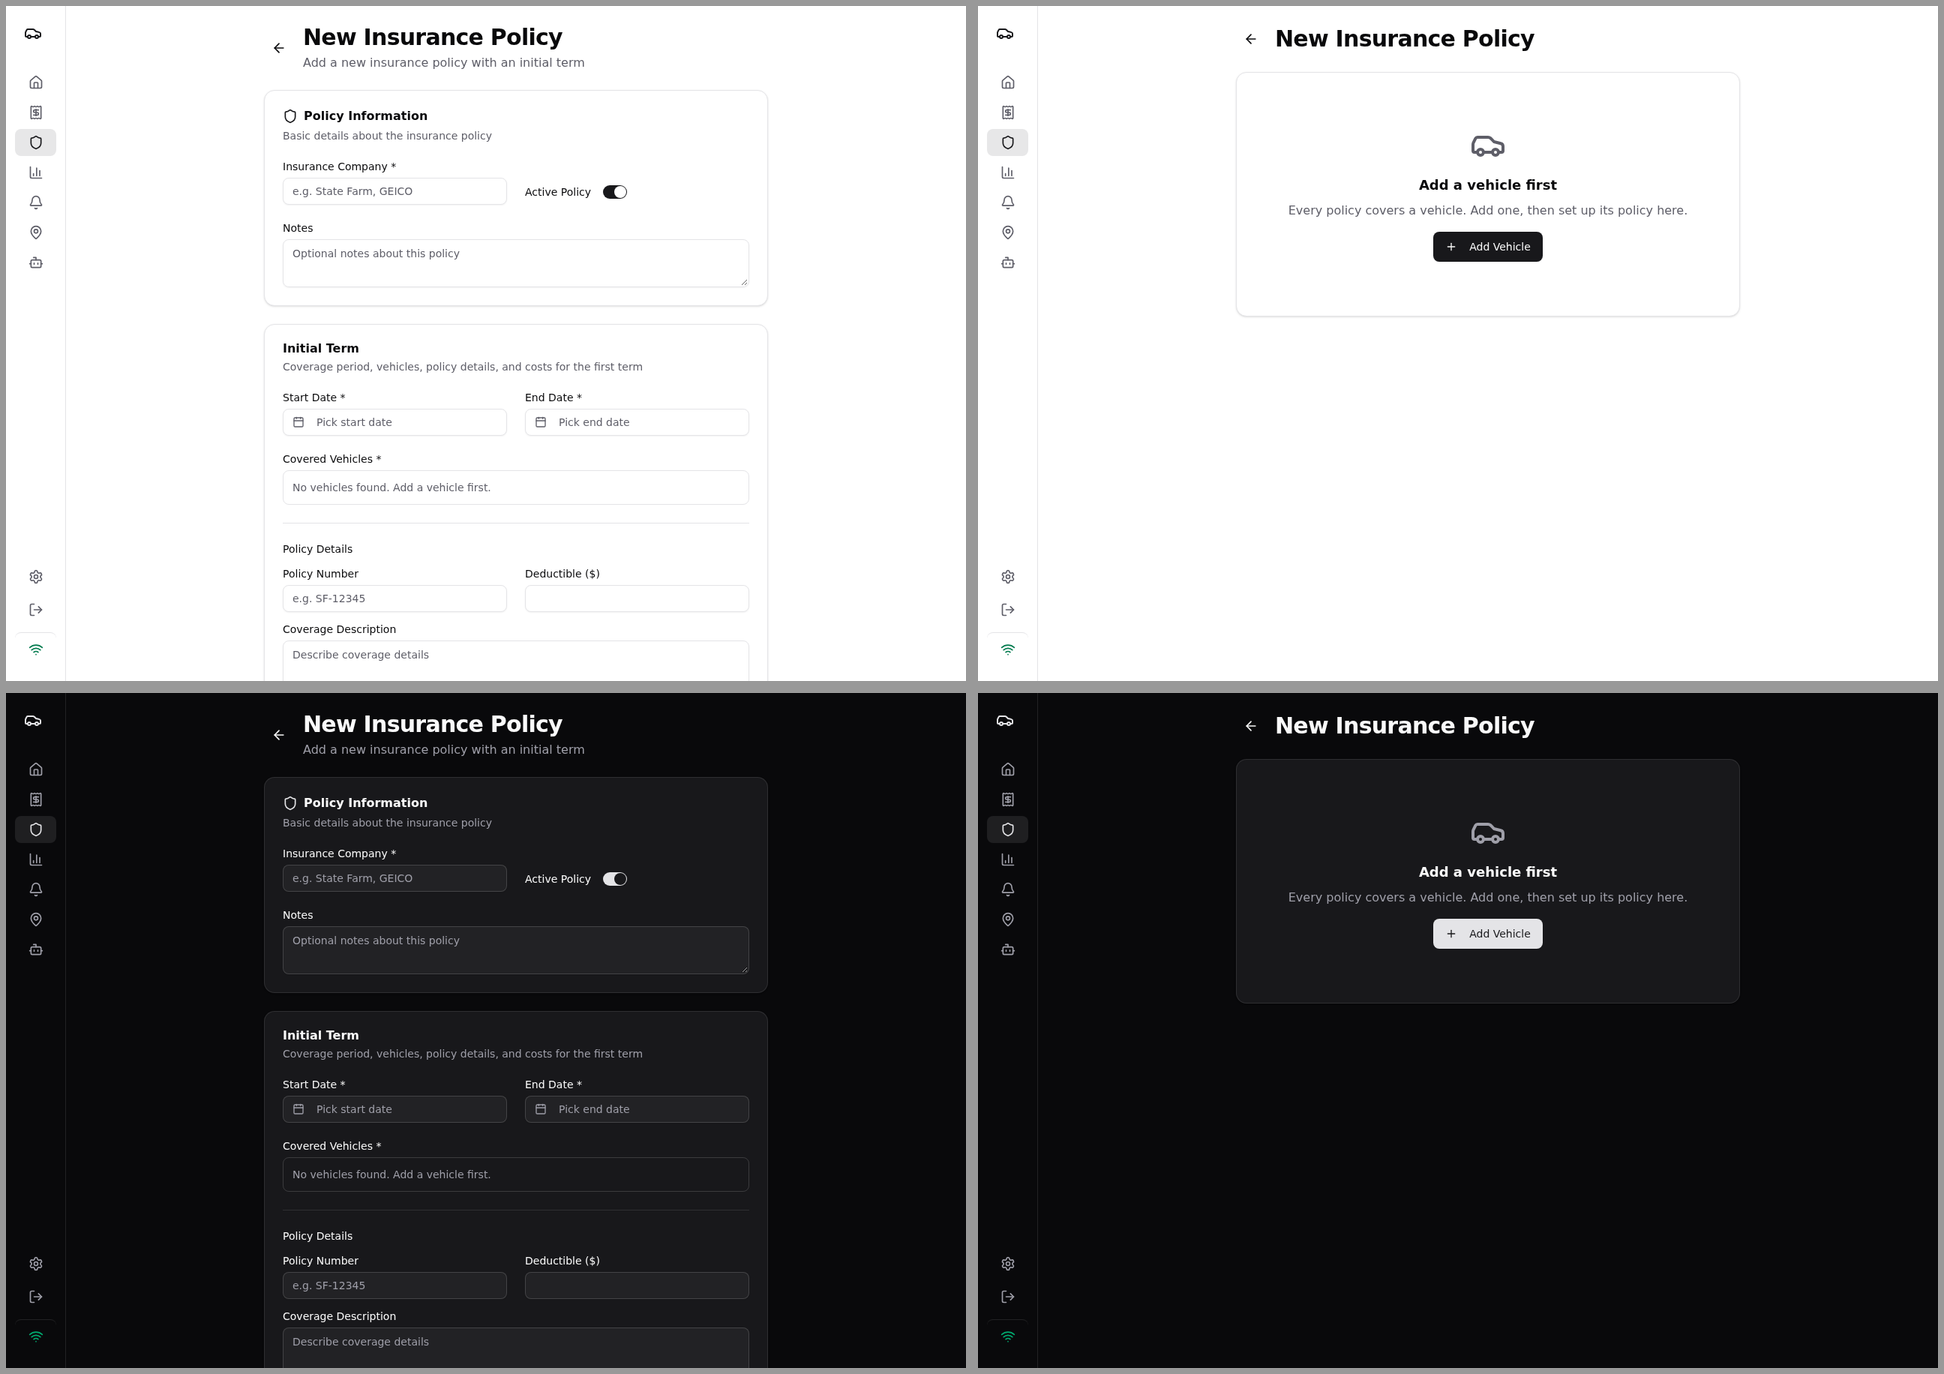 New Insurance Policy
Add a new insurance policy with an initial term
Policy Information
Basic details about the insurance policy
Insurance Company *
e.g. State Farm, GEICO
Active Policy
Notes
Optional notes about this policy
Initial Term
Coverage period, vehicles, policy details, and costs for the first term
Start Date *
End Date *
Pick start date
Pick end date
Covered Vehicles *
No vehicles found. Add a vehicle first.
Policy Details
Policy Number
Deductible ($)
e.g. SF-12345
Coverage Description
Describe coverage details
New Insurance Policy
Add a vehicle first
Every policy covers a vehicle. Add one, then set up its policy here.
+ Add Vehicle
New Insurance Policy
Add a new insurance policy with an initial term
Policy Information
Basic details about the insurance policy
Insurance Company *
e.g. State Farm, GEICO
Active Policy
Notes
Optional notes about this policy
Initial Term
Coverage period, vehicles, policy details, and costs for the first term
Start Date *
End Date *
Pick start date
Pick end date
Covered Vehicles *
No vehicles found. Add a vehicle first.
Policy Details
Policy Number
Deductible ($)
e.g. SF-12345
Coverage Description
Describe coverage details
New Insurance Policy
Add a vehicle first
Every policy covers a vehicle. Add one, then set up its policy here.
+ Add Vehicle